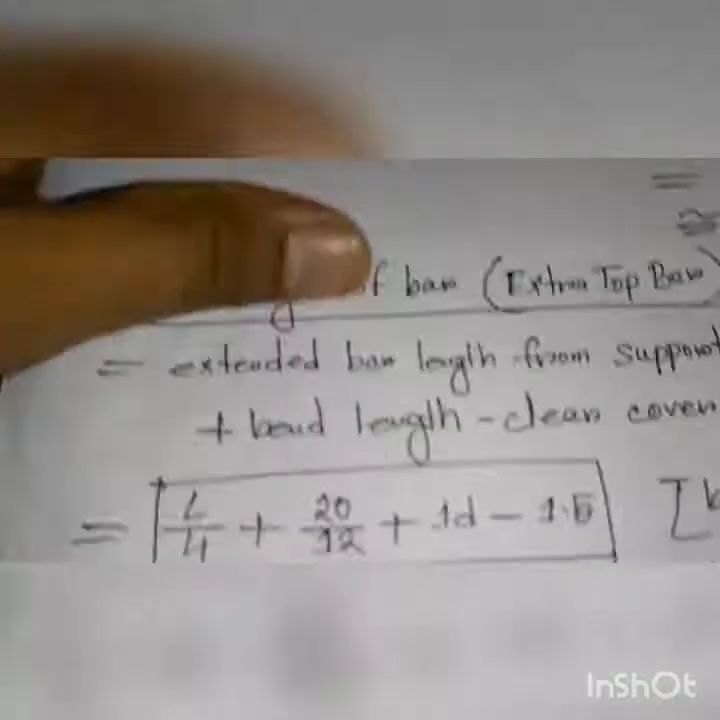 =
≅
of bar (Extra Top Bar)
= extended bar length from support
+ bend length - clear cover
= L/4 + 20/12 + 1d - 1.5 [
InShOt